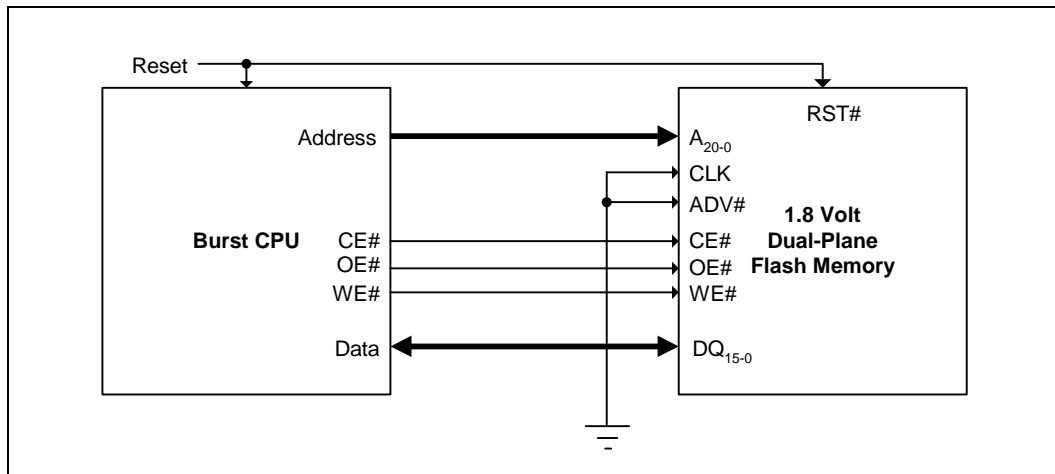 Reset
RST#
Address
A20-0
CLK
ADV#
1.8 Volt
Dual-Plane
Flash Memory
Burst CPU
CE#
OE#
WE#
CE#
OE#
WE#
Data
DQ15-0